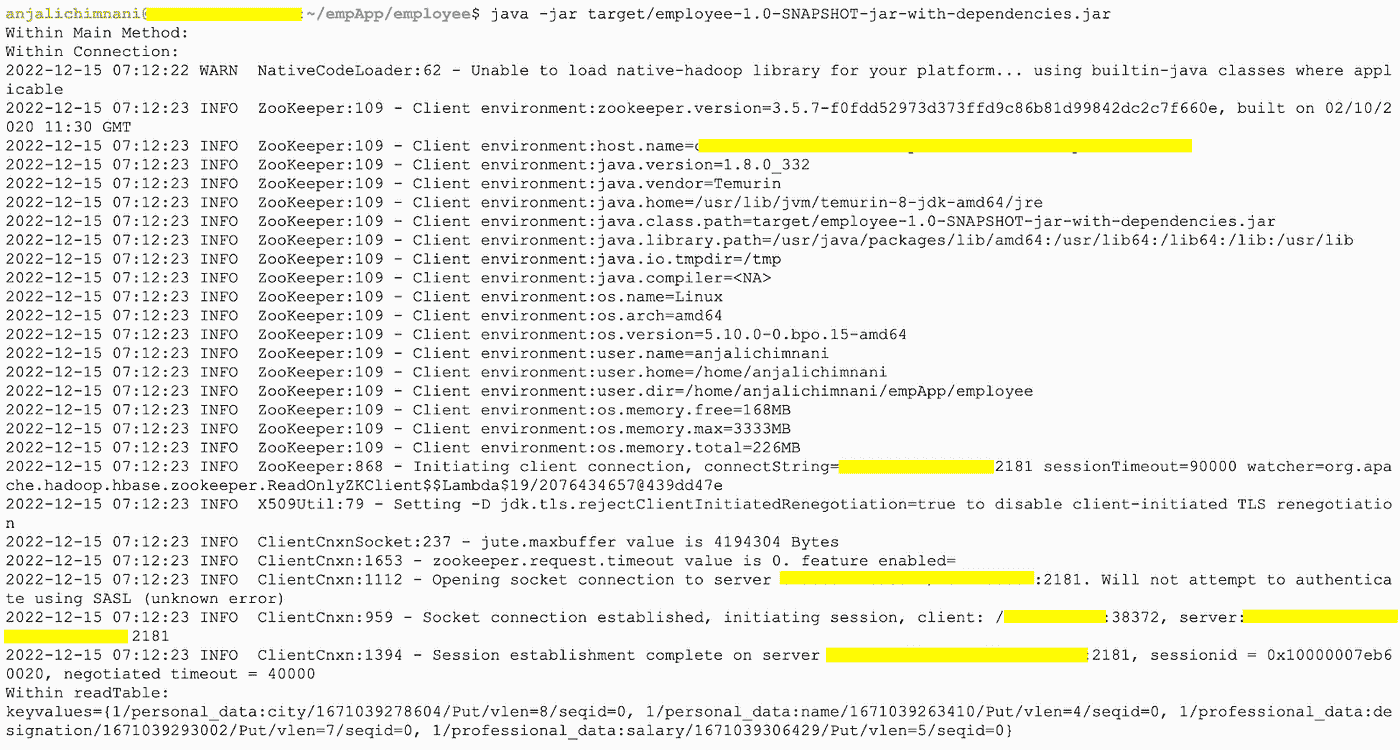 anjalichimnani@ :~/empApp/employee$ java -jar target/employee-1.0-SNAPSHOT-jar-with-dependencies.jar
Within Main Method:
Within Connection:
2022-12-15 07:12:22 WARN  NativeCodeLoader:62 - Unable to load native-hadoop library for your platform... using builtin-java classes where appl
icable
2022-12-15 07:12:23 INFO  ZooKeeper:109 - Client environment:zookeeper.version=3.5.7-f0fdd52973d373ffd9c86b81d99842dc2c7f660e, built on 02/10/2
020 11:30 GMT
2022-12-15 07:12:23 INFO  ZooKeeper:109 - Client environment:host.name=
2022-12-15 07:12:23 INFO  ZooKeeper:109 - Client environment:java.version=1.8.0_332
2022-12-15 07:12:23 INFO  ZooKeeper:109 - Client environment:java.vendor=Temurin
2022-12-15 07:12:23 INFO  ZooKeeper:109 - Client environment:java.home=/usr/lib/jvm/temurin-8-jdk-amd64/jre
2022-12-15 07:12:23 INFO  ZooKeeper:109 - Client environment:java.class.path=target/employee-1.0-SNAPSHOT-jar-with-dependencies.jar
2022-12-15 07:12:23 INFO  ZooKeeper:109 - Client environment:java.library.path=/usr/java/packages/lib/amd64:/usr/lib64:/lib64:/lib:/usr/lib
2022-12-15 07:12:23 INFO  ZooKeeper:109 - Client environment:java.io.tmpdir=/tmp
2022-12-15 07:12:23 INFO  ZooKeeper:109 - Client environment:java.compiler=<NA>
2022-12-15 07:12:23 INFO  ZooKeeper:109 - Client environment:os.name=Linux
2022-12-15 07:12:23 INFO  ZooKeeper:109 - Client environment:os.arch=amd64
2022-12-15 07:12:23 INFO  ZooKeeper:109 - Client environment:os.version=5.10.0-0.bpo.15-amd64
2022-12-15 07:12:23 INFO  ZooKeeper:109 - Client environment:user.name=anjalichimnani
2022-12-15 07:12:23 INFO  ZooKeeper:109 - Client environment:user.home=/home/anjalichimnani
2022-12-15 07:12:23 INFO  ZooKeeper:109 - Client environment:user.dir=/home/anjalichimnani/empApp/employee
2022-12-15 07:12:23 INFO  ZooKeeper:109 - Client environment:os.memory.free=168MB
2022-12-15 07:12:23 INFO  ZooKeeper:109 - Client environment:os.memory.max=3333MB
2022-12-15 07:12:23 INFO  ZooKeeper:109 - Client environment:os.memory.total=226MB
2022-12-15 07:12:23 INFO  ZooKeeper:868 - Initiating client connection, connectString= 2181 sessionTimeout=90000 watcher=org.apa
che.hadoop.hbase.zookeeper.ReadOnlyZKClient$$Lambda$19/2076434657@439dd47e
2022-12-15 07:12:23 INFO  X509Util:79 - Setting -D jdk.tls.rejectClientInitiatedRenegotiation=true to disable client-initiated TLS renegotiatio
n
2022-12-15 07:12:23 INFO  ClientCnxnSocket:237 - jute.maxbuffer value is 4194304 Bytes
2022-12-15 07:12:23 INFO  ClientCnxn:1653 - zookeeper.request.timeout value is 0. feature enabled=
2022-12-15 07:12:23 INFO  ClientCnxn:1112 - Opening socket connection to server :2181. Will not attempt to authentica
te using SASL (unknown error)
2022-12-15 07:12:23 INFO  ClientCnxn:959 - Socket connection established, initiating session, client: / :38372, server:
2181
2022-12-15 07:12:23 INFO  ClientCnxn:1394 - Session establishment complete on server :2181, sessionid = 0x10000007eb6
0020, negotiated timeout = 40000
Within readTable:
keyvalues={1/personal_data:city/1671039278604/Put/vlen=8/seqid=0, 1/personal_data:name/1671039263410/Put/vlen=4/seqid=0, 1/professional_data:de
signation/1671039293002/Put/vlen=7/seqid=0, 1/professional_data:salary/1671039306429/Put/vlen=5/seqid=0}